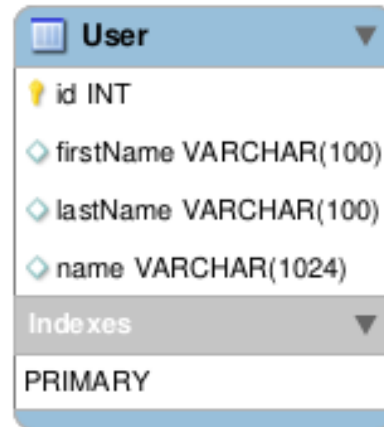 User
id INT
firstName VARCHAR(100)
lastName VARCHAR(100)
name VARCHAR(1024)
Indexes
PRIMARY